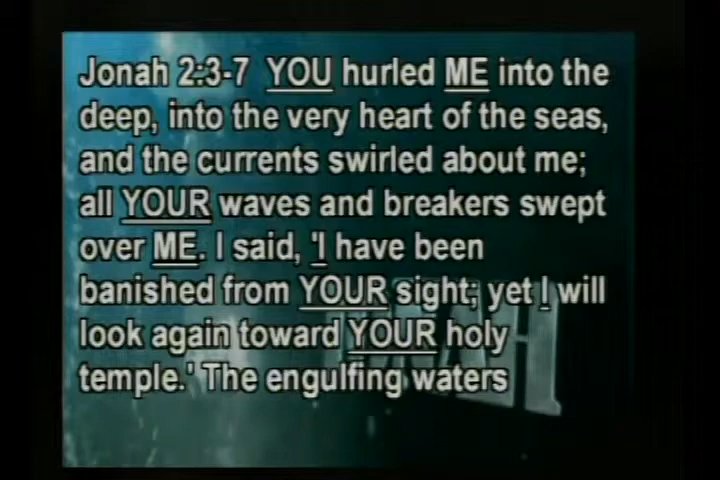 Jonah 2:3-7 YOU hurled ME into the
deep, into the very heart of the seas,
and the currents swirled about me;
all YOUR waves and breakers swept
over ME. I said, 'I have been
banished from YOUR sight; yet I will
look again toward YOUR holy
temple.' The engulfing waters